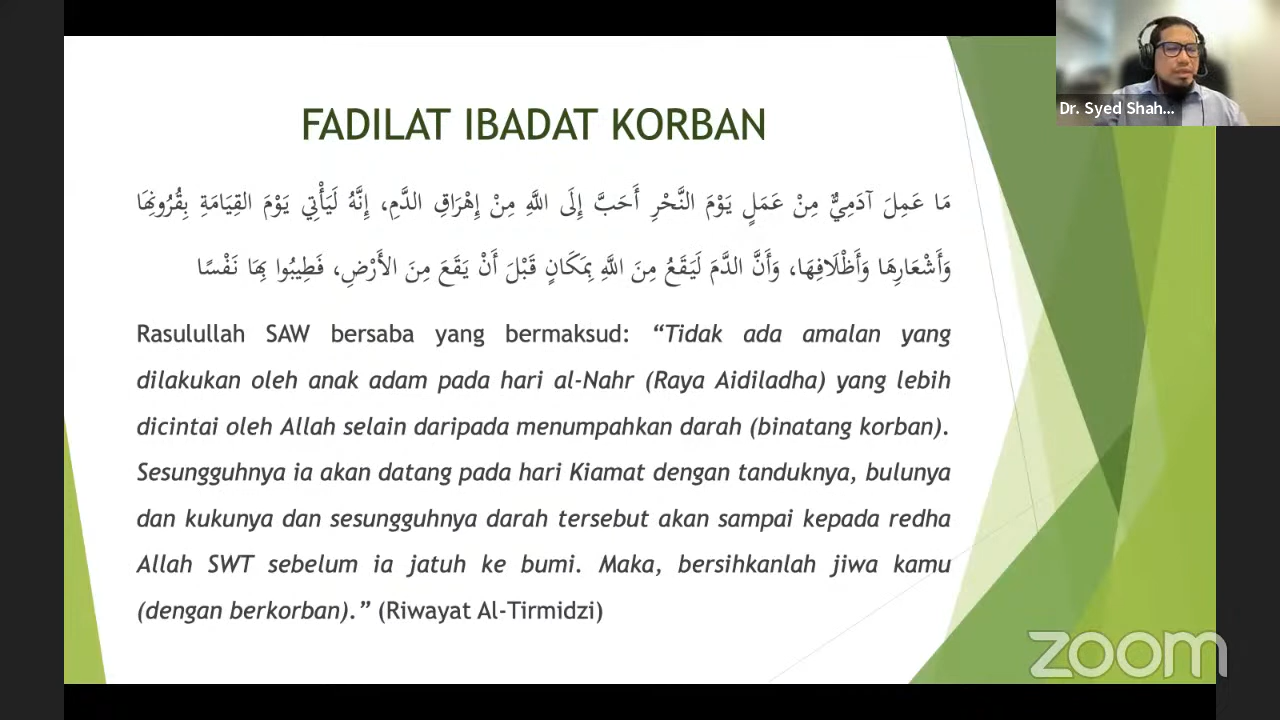 Dr. Syed Shah...
FADILAT IBADAT KORBAN
مَا عَمِلَ آدَمِيٌّ مِنْ عَمَلٍ يَوْمَ النَّحْرِ أَحَبَّ إِلَى اللَّهِ مِنْ إِهْرَاقِ الدَّمِ، إِنَّهُ لَيَأْتِي يَوْمَ القِيَامَةِ بِقُرُونِهَا
وَأَشْعَارِهَا وَأَظْلَافِهَا، وَأَنَّ الدَّمَ لَيَقَعُ مِنَ اللَّهِ بِمَكَانٍ قَبْلَ أَنْ يَقَعَ مِنَ الأَرْضِ، فَطِيبُوا بِهَا نَفْسًا
Rasulullah SAW bersaba yang bermaksud: “Tidak ada amalan yang
dilakukan oleh anak adam pada hari al-Nahr (Raya Aidiladha) yang lebih
dicintai oleh Allah selain daripada menumpahkan darah (binatang korban).
Sesungguhnya ia akan datang pada hari Kiamat dengan tanduknya, bulunya
dan kukunya dan sesungguhnya darah tersebut akan sampai kepada redha
Allah SWT sebelum ia jatuh ke bumi. Maka, bersihkanlah jiwa kamu
(dengan berkorban).” (Riwayat Al-Tirmidzi)
zoom